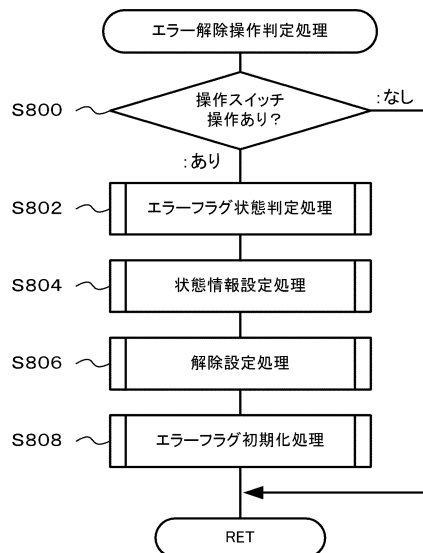 エラー解除操作判定処理
S800
操作スイッチ
操作あり？
：なし
：あり
S802
エラーフラグ状態判定処理
S804
状態情報設定処理
S806
解除設定処理
S808
エラーフラグ初期化処理
RET